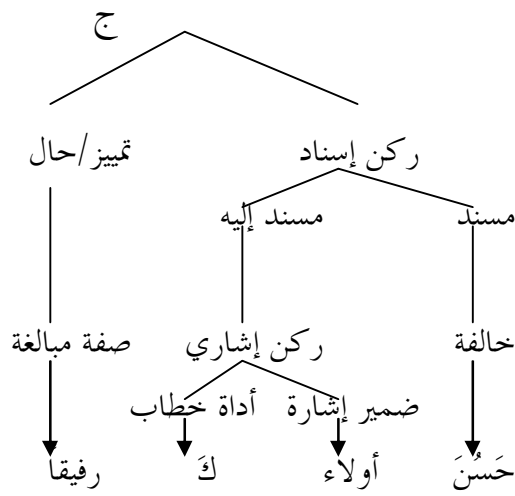 ج
ركن إسناد تمييز/حال
مسند مسند إليه
خالفة ركن إشاري صفة مبالغة
ضمير إشارة أداة خطاب
حَسُنَ أولاء كَ رفيقا